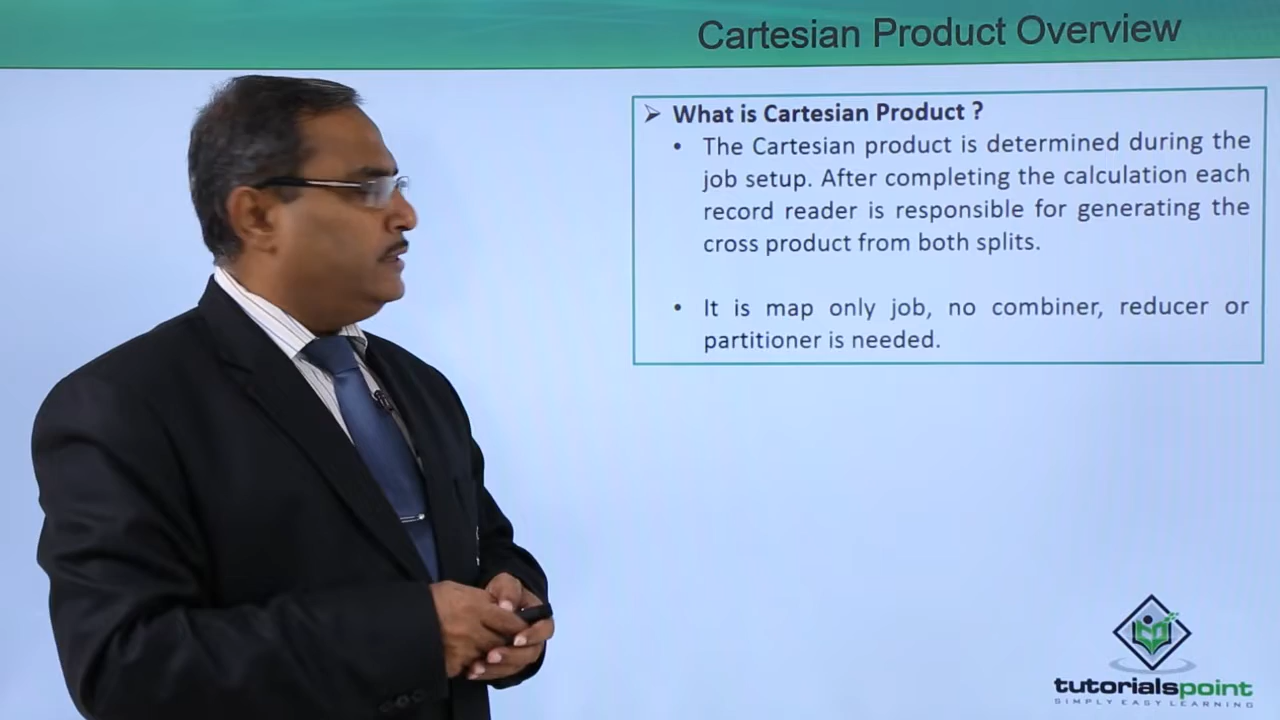 Cartesian Product Overview
What is Cartesian Product ?
• The Cartesian product is determined during the
job setup. After completing the calculation each
record reader is responsible for generating the
cross product from both splits.
• It is map only job, no combiner, reducer or
partitioner is needed.
tutorialspoint
SIMPLY EASY LEARNING